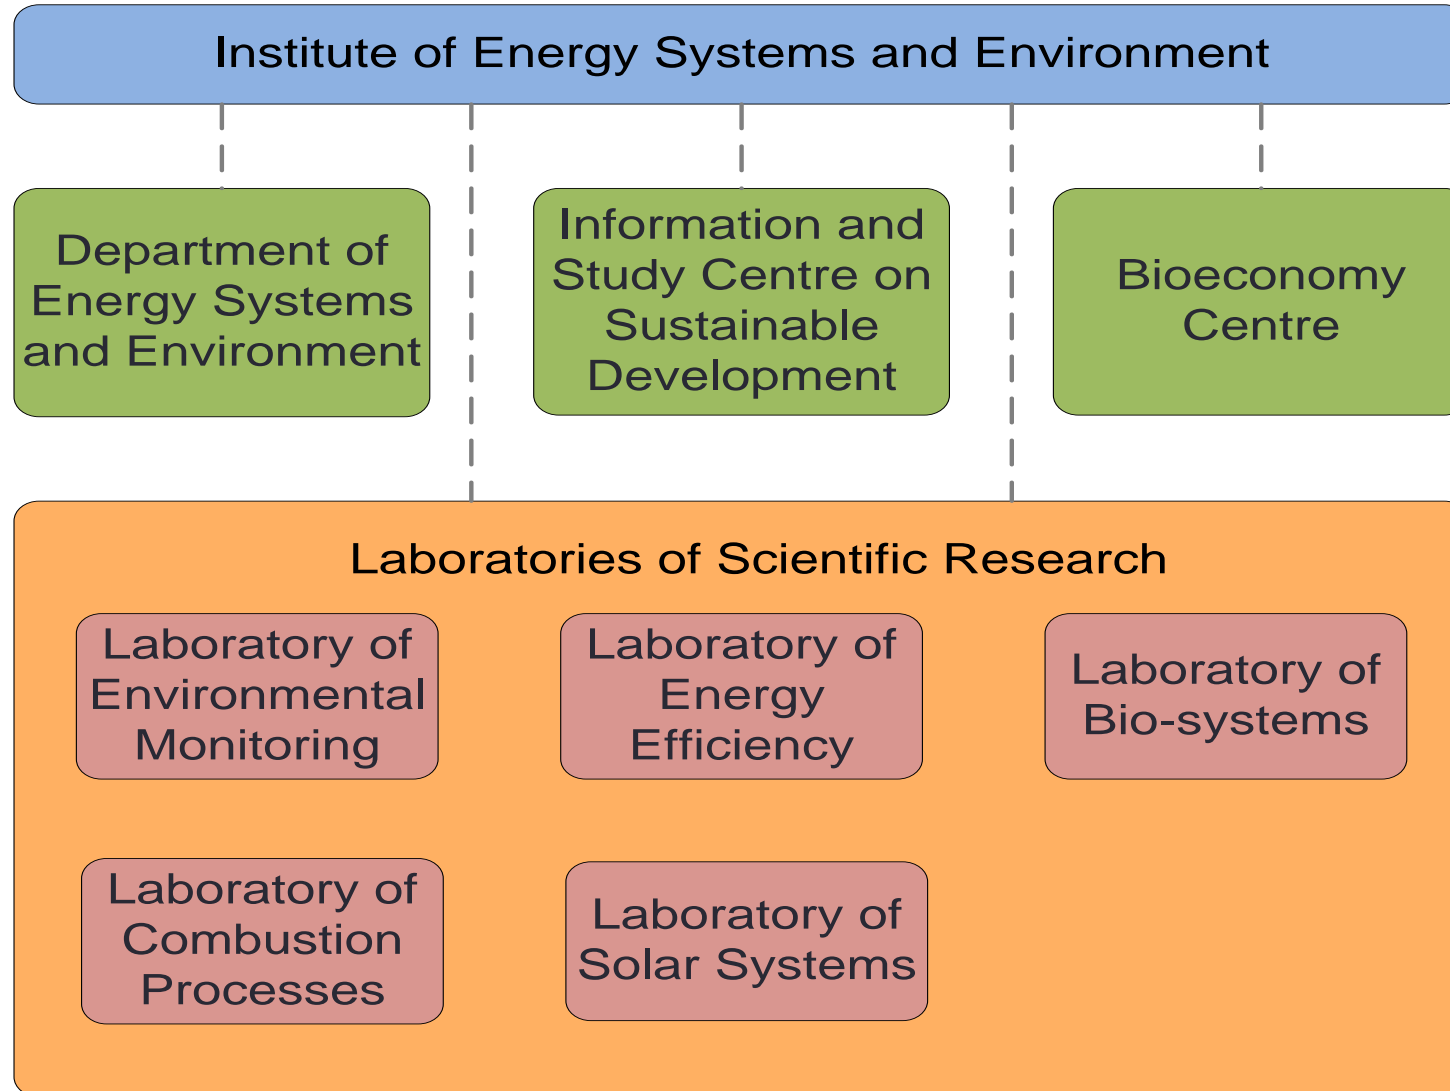 Institute of Energy Systems and Environment
Department of
Energy Systems
and Environment
Information and
Study Centre on
Sustainable
Development
Bioeconomy
Centre
Laboratories of Scientific Research
Laboratory of
Environmental
Monitoring
Laboratory of
Energy
Efficiency
Laboratory of
Bio-systems
Laboratory of
Combustion
Processes
Laboratory of
Solar Systems